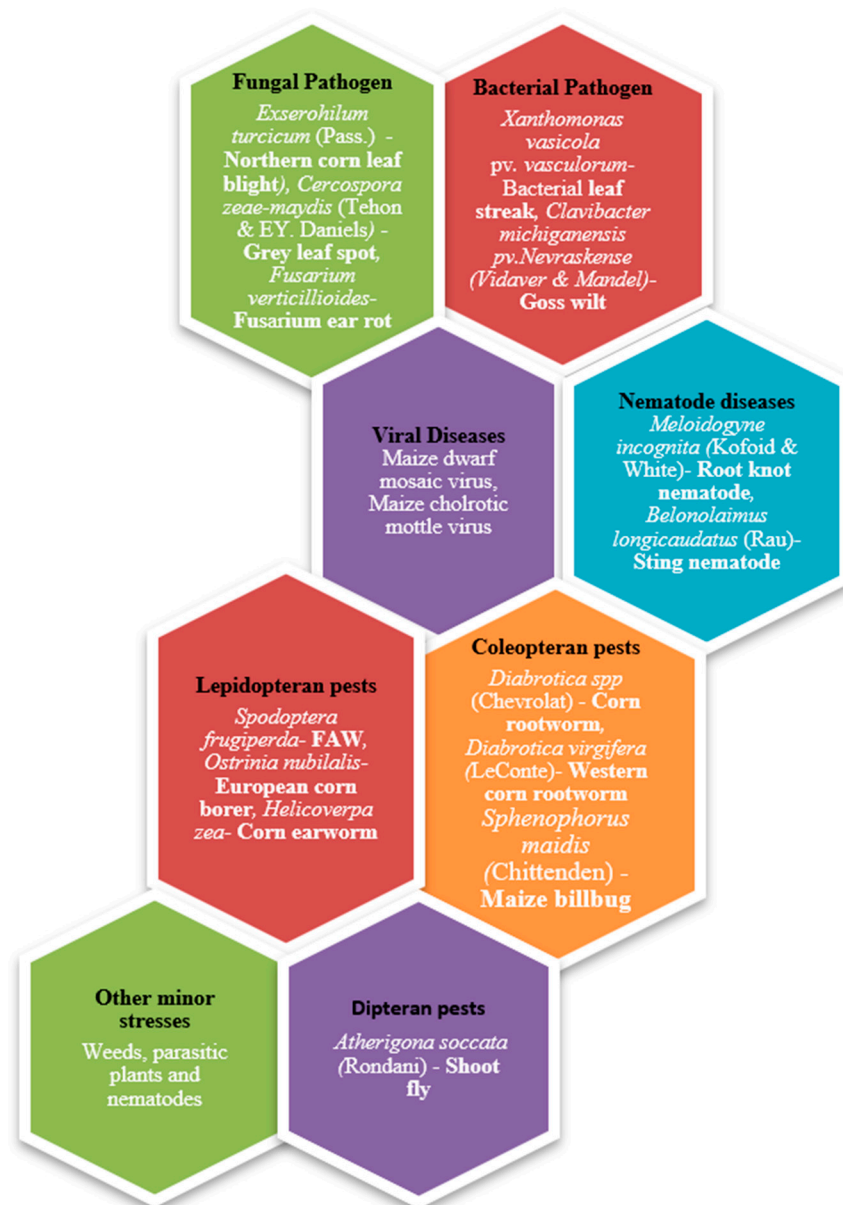 Fungal Pathogen
Exserohilum
turcicum (Pass.) -
Northern corn leaf
blight), Cercospora
zeae-maydis (Tehon
& EY. Daniels) -
Grey leaf spot,
Fusarium
verticillioides-
Fusarium ear rot
Bacterial Pathogen
Xanthomonas
vasicola
pv. vasculorum-
Bacterial leaf
streak, Clavibacter
michiganensis
pv.Nevraskense
(Vidaver & Mandel)-
Goss wilt
Viral Diseases
Maize dwarf
mosaic virus,
Maize cholrotic
mottle virus
Nematode diseases
Meloidogyne
incognita (Kofoid &
White)- Root knot
nematode,
Belonolaimus
longicaudatus (Rau)-
Sting nematode
Lepidopteran pests
Spodoptera
frugiperda- FAW,
Ostrinia nubilalis-
European corn
borer, Helicoverpa
zea- Corn earworm
Coleopteran pests
Diabrotica spp
(Chevrolat) - Corn
rootworm,
Diabrotica virgifera
(LeConte)- Western
corn rootworm
Sphenophorus
maidis
(Chittenden) -
Maize billbug
Other minor
stresses
Weeds, parasitic
plants and
nematodes
Dipteran pests
Atherigona soccata
(Rondani) - Shoot
fly